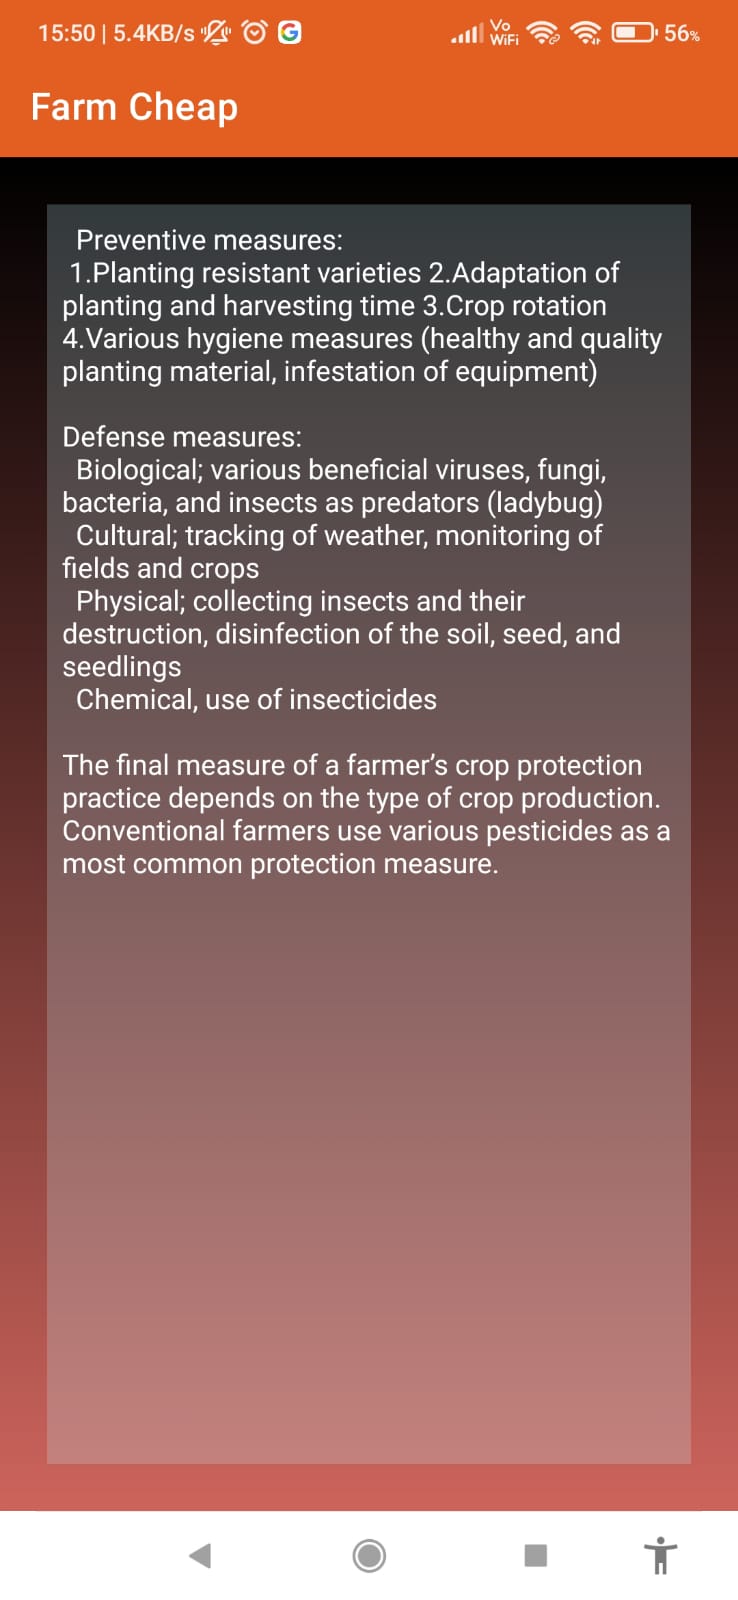 15:50 | 5.4KB/s
Vo WiFi 56%
Farm Cheap
Preventive measures:
1.Planting resistant varieties 2.Adaptation of
planting and harvesting time 3.Crop rotation
4.Various hygiene measures (healthy and quality
planting material, infestation of equipment)
Defense measures:
Biological; various beneficial viruses, fungi,
bacteria, and insects as predators (ladybug)
Cultural; tracking of weather, monitoring of
fields and crops
Physical; collecting insects and their
destruction, disinfection of the soil, seed, and
seedlings
Chemical, use of insecticides
The final measure of a farmer’s crop protection
practice depends on the type of crop production.
Conventional farmers use various pesticides as a
most common protection measure.